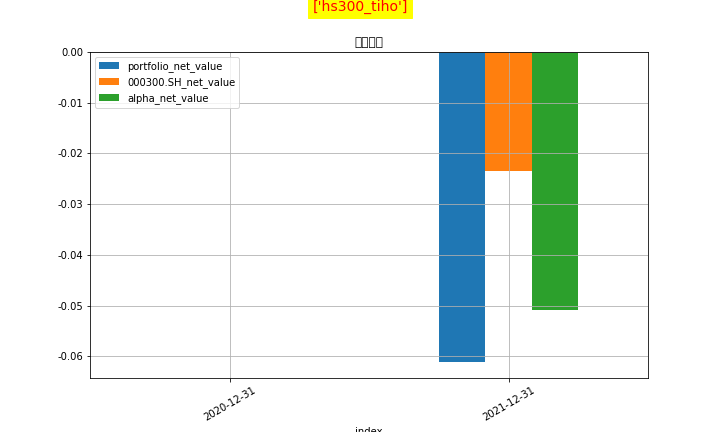 ['hs300_tiho']
0.00
portfolio_net_value
000300.SH_net_value
alpha_net_value
-0.01
-0.02
-0.03
-0.04
-0.05
-0.06
2020-12-31
2021-12-31
index